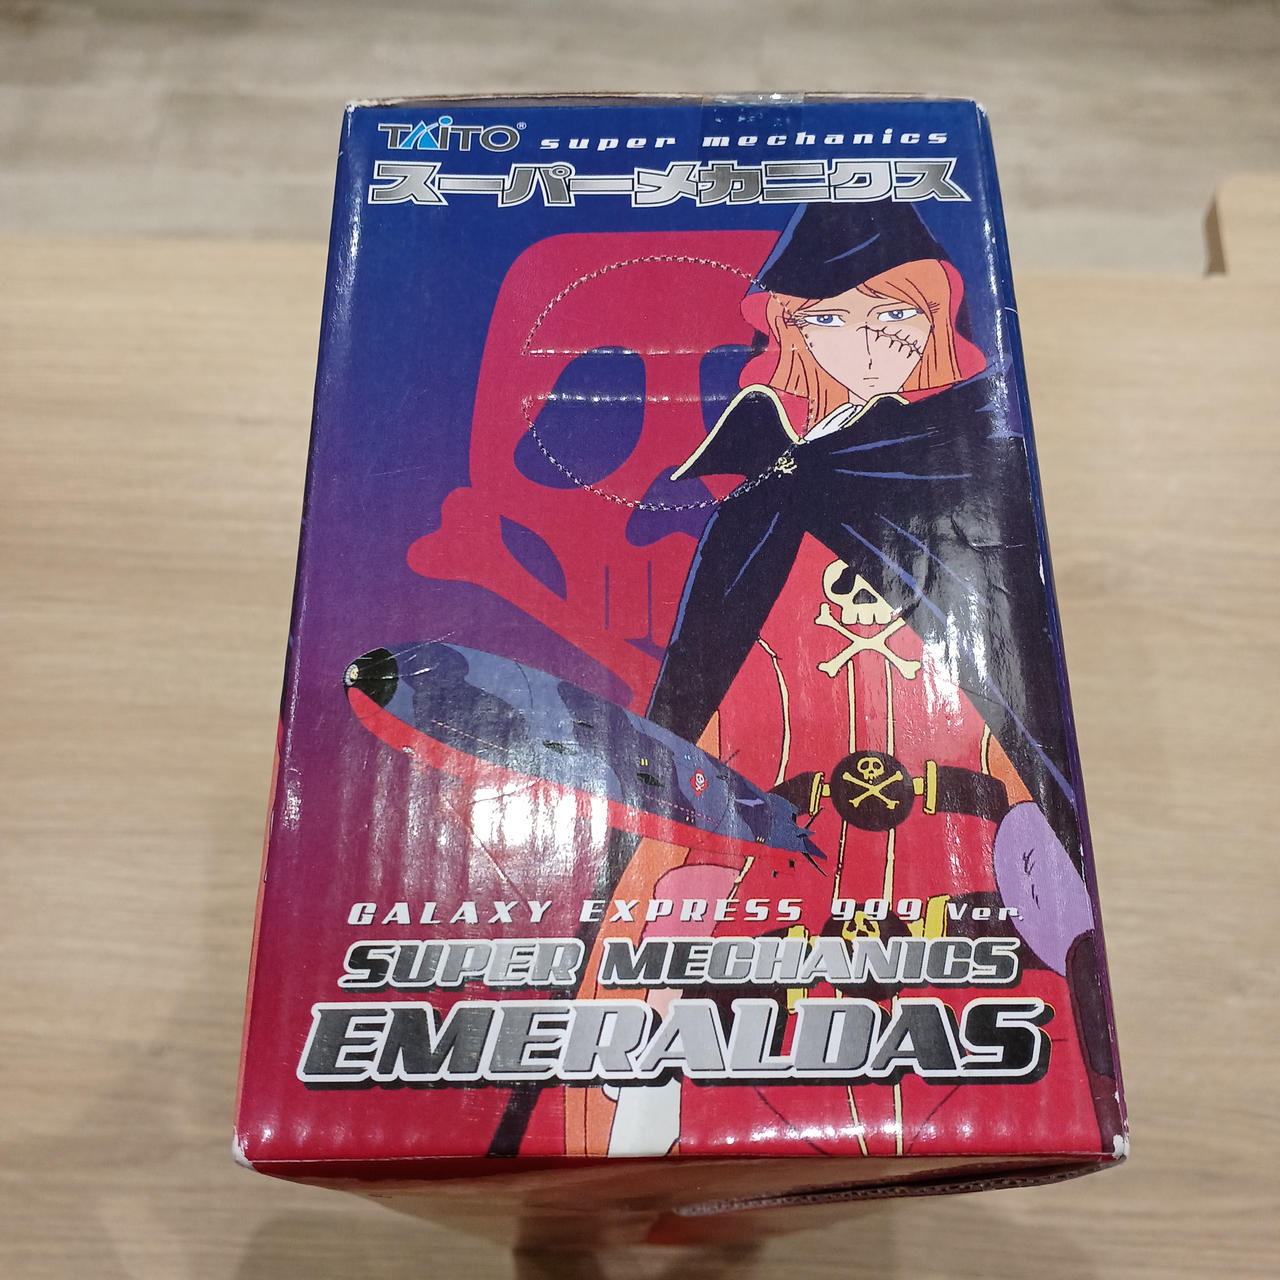 TAITO® super mechanics
スーパーメカニクス
GALAXY EXPRESS 999 Ver.
SUPER MECHANICS
EMERALDAS